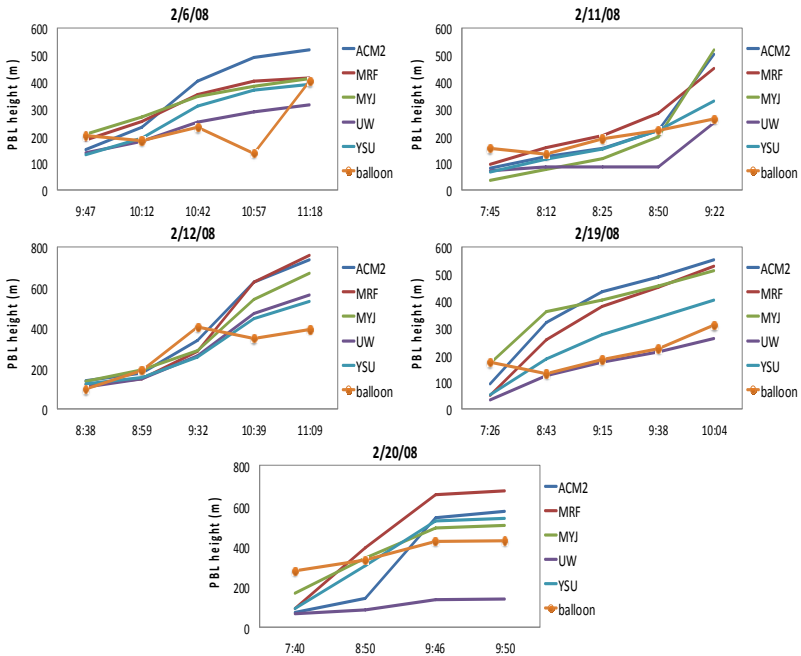 2/6/08
PBL height (m)
600
500
400
300
200
100
0
9:47 10:12 10:42 10:57 11:18
ACM2
MRF
MYJ
UW
YSU
balloon
2/11/08
PBL height (m)
600
500
400
300
200
100
0
7:45 8:12 8:25 8:50 9:22
ACM2
MRF
MYJ
UW
YSU
balloon
2/12/08
PBL height (m)
800
600
400
200
0
8:38 8:59 9:32 10:39 11:09
ACM2
MRF
MYJ
UW
YSU
balloon
2/19/08
PBL height (m)
600
500
400
300
200
100
0
7:26 8:43 9:15 9:38 10:04
ACM2
MRF
MYJ
UW
YSU
balloon
2/20/08
PBL height (m)
800
600
400
200
0
7:40 8:50 9:46 9:50
ACM2
MRF
MYJ
UW
YSU
balloon